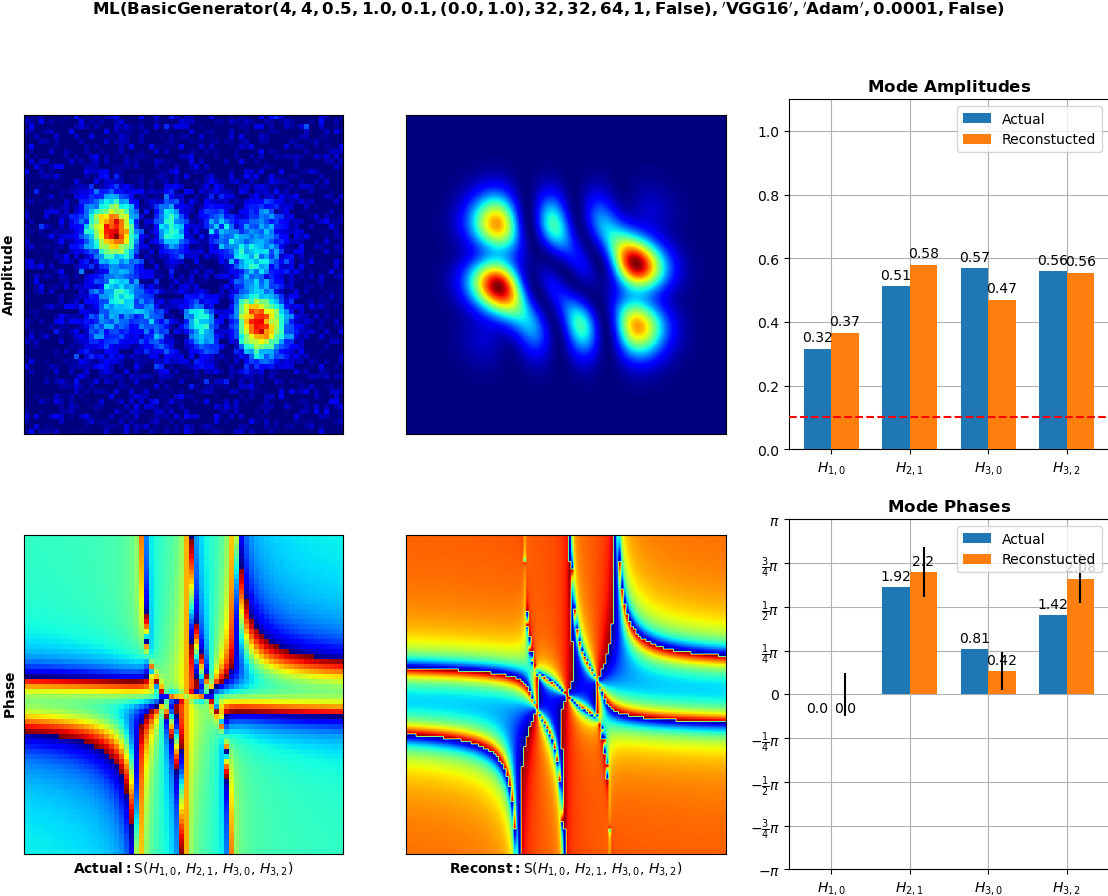 ML(BasicGenerator(4, 4, 0.5, 1.0, 0.1, (0.0, 1.0), 32, 32, 64, 1, False), 'VGG16', 'Adam', 0.0001, False)
Amplitude
Mode Amplitudes
Actual
Reconstucted
1.0
0.8
0.6
0.4
0.2
0.0
0.32 0.37 0.51 0.58 0.57 0.47 0.56 0.56
H1,0 H2,1 H3,0 H3,2
Phase
Actual: S(H1,0, H2,1, H3,0, H3,2)
Reconst: S(H1,0, H2,1, H3,0, H3,2)
Mode Phases
Actual
Reconstucted
π
3/4π
1/2π
1/4π
0
−1/4π
−1/2π
−3/4π
−π
0.0 0.0 1.92 2.2 0.81 0.42 1.42
H1,0 H2,1 H3,0 H3,2